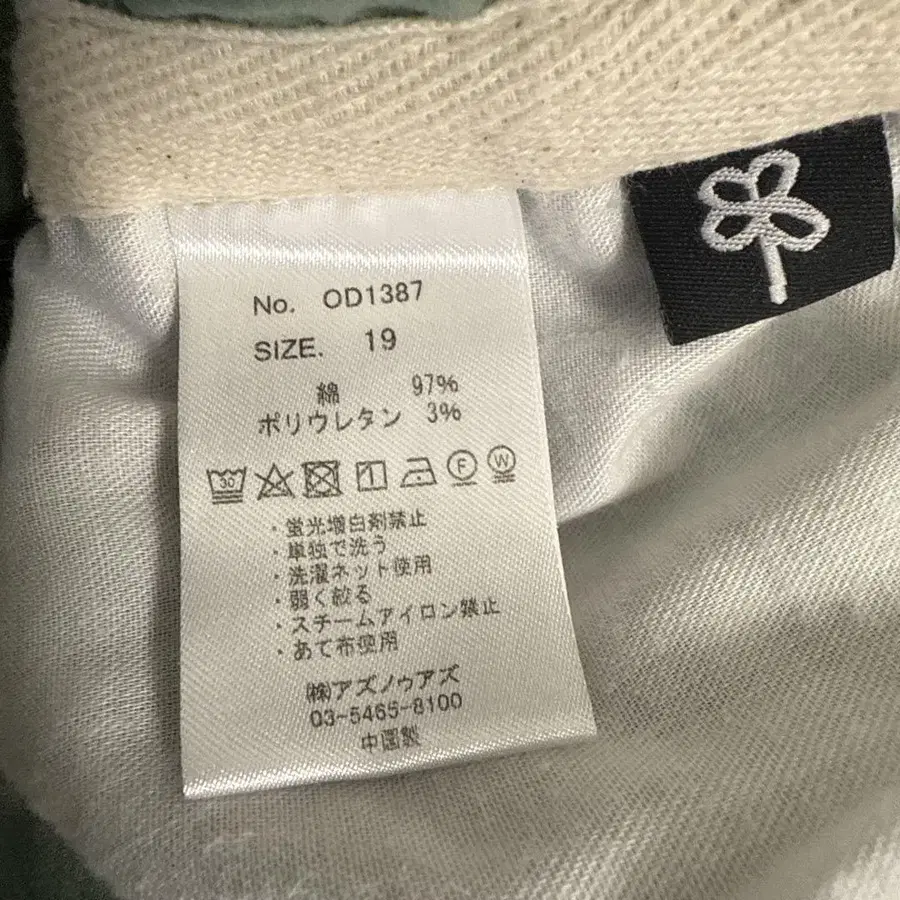 No. OD1387
SIZE. 19
綿 97%
ポリウレタン 3%
30
F W
・蛍光増白剤禁止
・単独で洗う
・洗濯ネット使用
・弱く絞る
・スチームアイロン禁止
・あて布使用
㈱アズノゥアズ
03-5465-8100
中国製